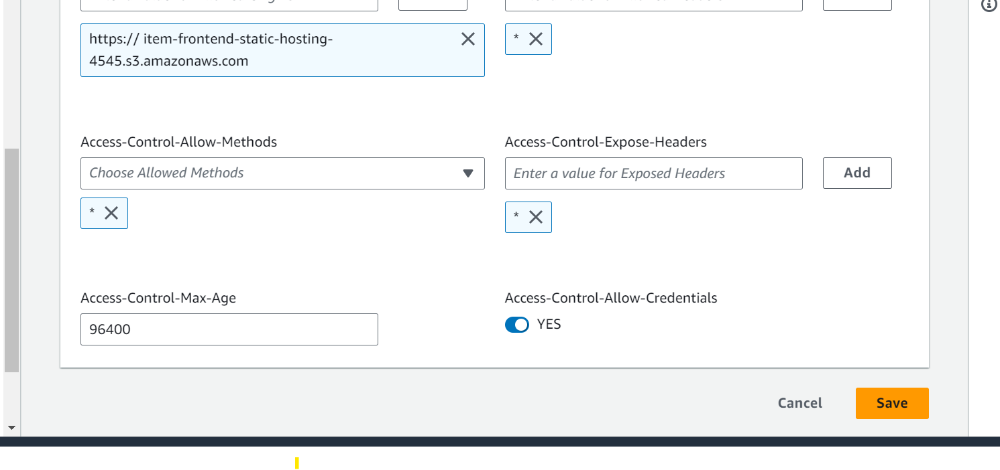 https:// item-frontend-static-hosting-
4545.s3.amazonaws.com
*
Access-Control-Allow-Methods
Choose Allowed Methods
*
Access-Control-Expose-Headers
Enter a value for Exposed Headers
Add
*
Access-Control-Max-Age
96400
Access-Control-Allow-Credentials
YES
Cancel
Save